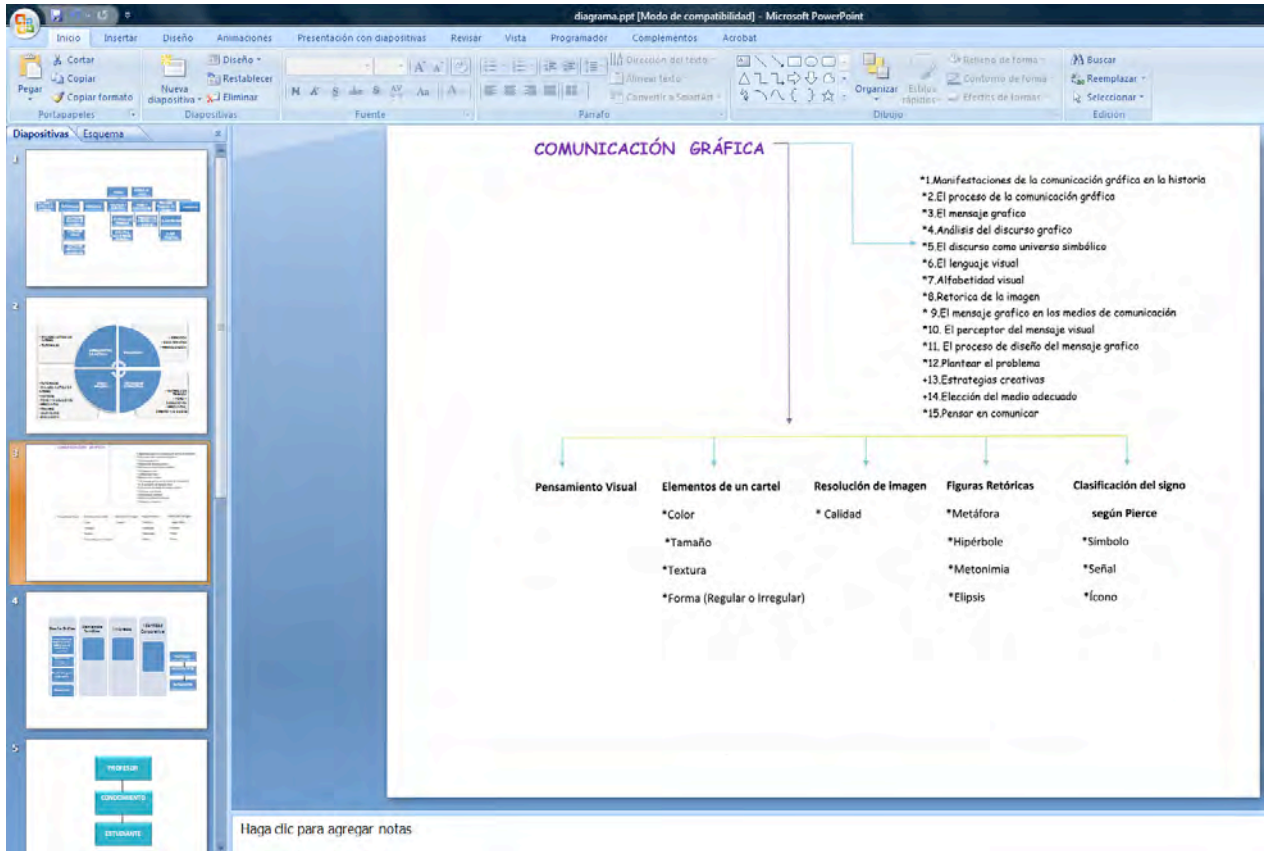 diagrama.ppt [Modo de compatibilidad] - Microsoft PowerPoint
Inicio Insertar Diseño Animaciones Presentación con diapositivas Revisar Vista Programador Complementos Acrobat
Pegar
Cortar
Copiar
Copiar formato
Portapapeles
Nueva diapositiva
Diseño
Restablecer
Eliminar
Diapositivas
Fuente
Dirección del texto
Alinear texto
Convertir a SmartArt
Párrafo
Organizar
Estilos rápidos
Relleno de forma
Contorno de forma
Efectos de formas
Dibujo
Buscar
Reemplazar
Seleccionar
Edición
Diapositivas Esquema
1
2
3
4
5
PROFESOR
CONOCIMIENTO
ESTUDIANTE
COMUNICACIÓN GRÁFICA
*1.Manifestaciones de la comunicación gráfica en la historia
*2.El proceso de la comunicación gráfica
*3.El mensaje grafico
*4.Análisis del discurso grafico
*5.El discurso como universo simbólico
*6.El lenguaje visual
*7.Alfabetidad visual
*8.Retorica de la imagen
* 9.El mensaje grafico en los medios de comunicación
*10. El perceptor del mensaje visual
*11. El proceso de diseño del mensaje grafico
*12.Plantear el problema
*13.Estrategias creativas
*14.Elección del medio adecuado
*15.Pensar en comunicar
Pensamiento Visual
Elementos de un cartel
*Color
*Tamaño
*Textura
*Forma (Regular o Irregular)
Resolución de imagen
* Calidad
Figuras Retóricas
*Metáfora
*Hipérbole
*Metonimia
*Elipsis
Clasificación del signo
según Pierce
*Símbolo
*Señal
*Ícono
Haga clic para agregar notas